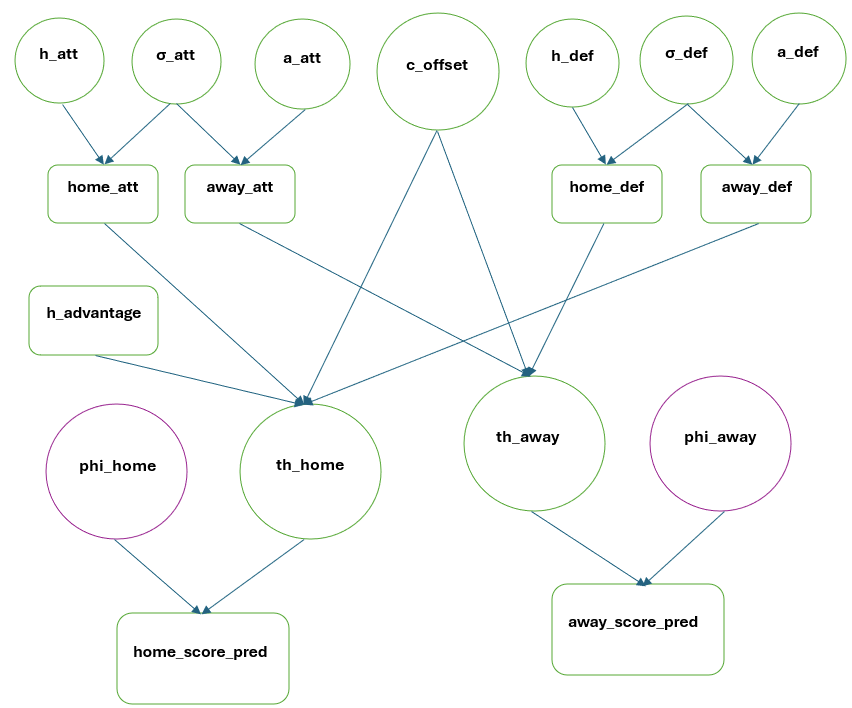 h_att
σ_att
a_att
c_offset
h_def
σ_def
a_def
home_att
away_att
home_def
away_def
h_advantage
phi_home
th_home
th_away
phi_away
home_score_pred
away_score_pred